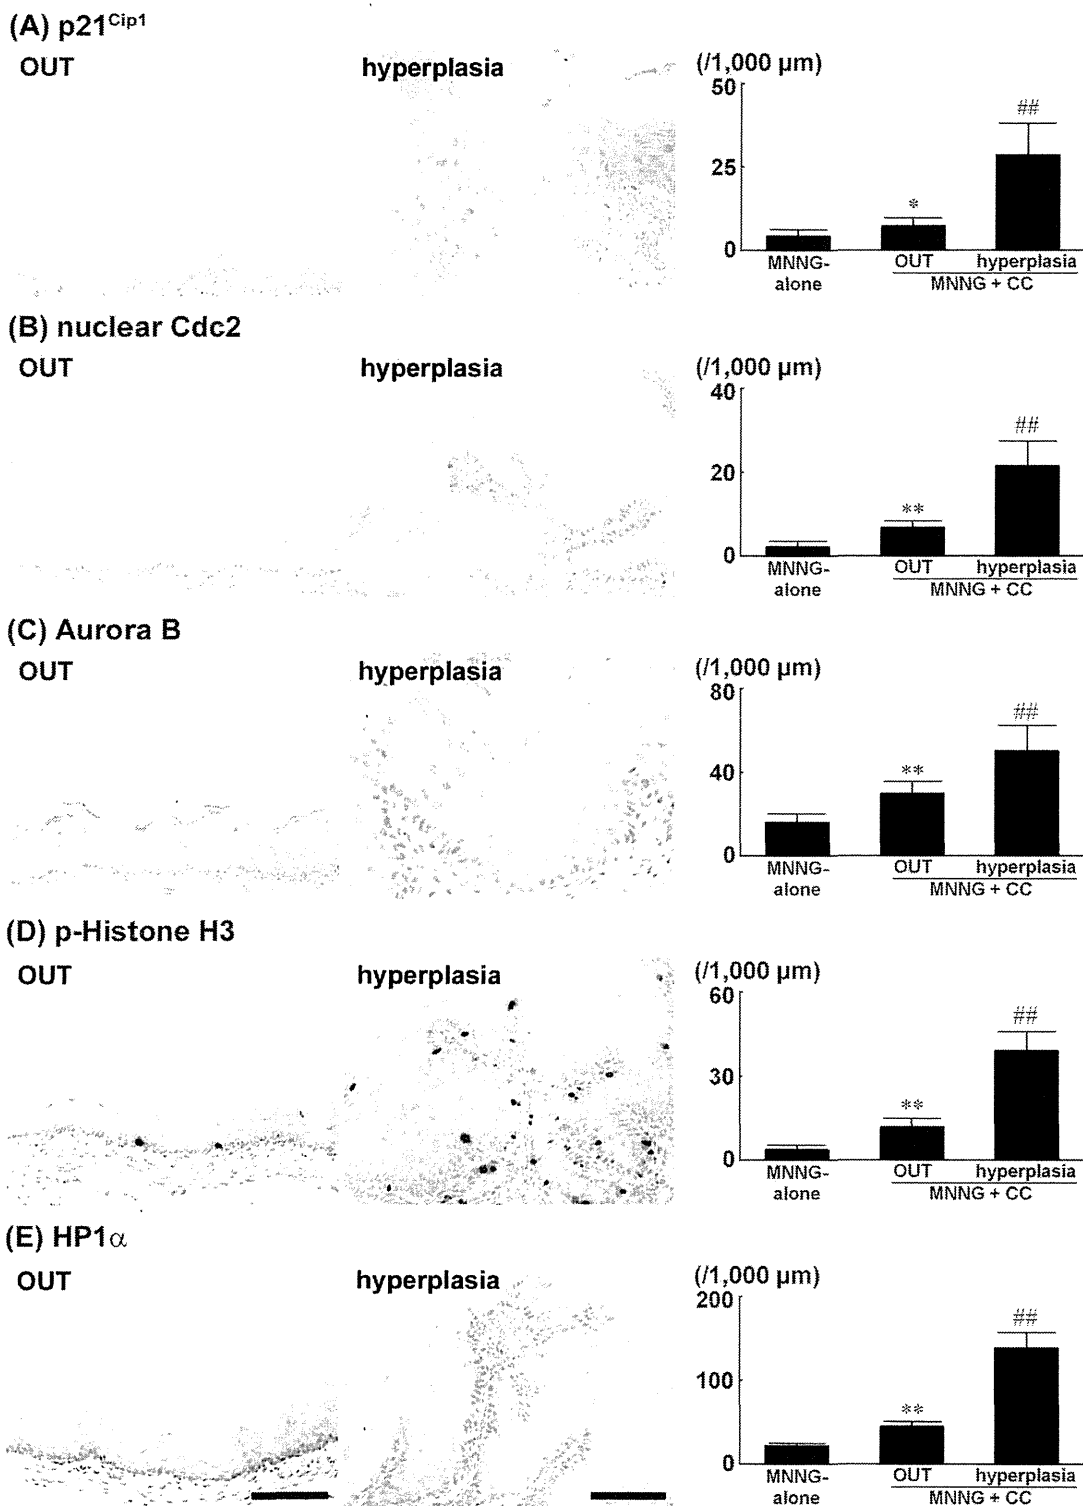 (A) p21Cip1
OUT
hyperplasia
(/1,000 µm)
50
25
0
##
*
MNNG-
alone
OUT
hyperplasia
MNNG + CC
(B) nuclear Cdc2
OUT
hyperplasia
(/1,000 µm)
40
20
0
##
**
MNNG-
alone
OUT
hyperplasia
MNNG + CC
(C) Aurora B
OUT
hyperplasia
(/1,000 µm)
80
40
0
##
**
MNNG-
alone
OUT
hyperplasia
MNNG + CC
(D) p-Histone H3
OUT
hyperplasia
(/1,000 µm)
60
30
0
##
**
MNNG-
alone
OUT
hyperplasia
MNNG + CC
(E) HP1α
OUT
hyperplasia
(/1,000 µm)
200
100
0
##
**
MNNG-
alone
OUT
hyperplasia
MNNG + CC